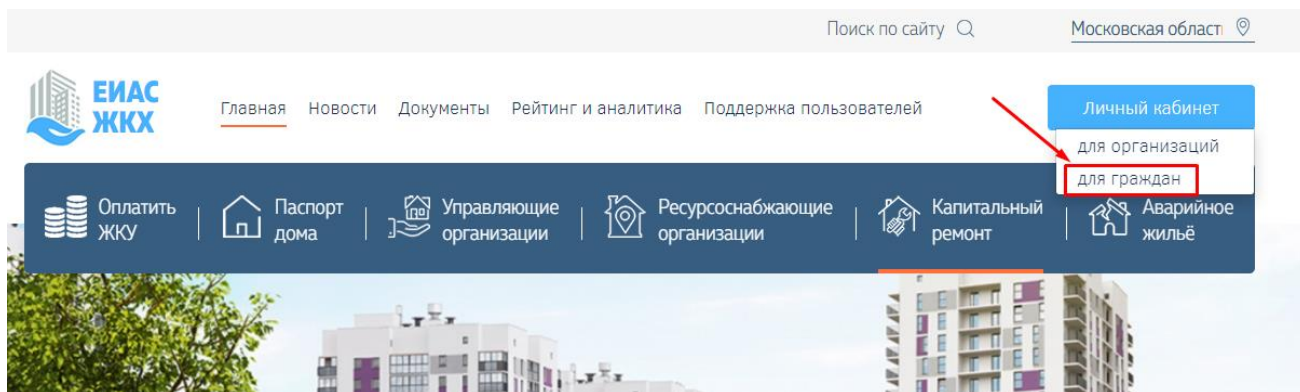 Поиск по сайту
Московская област
ЕИАС
ЖКХ
Главная Новости Документы Рейтинг и аналитика Поддержка пользователей
Личный кабинет
для организаций
для граждан
Оплатить
ЖКУ
Паспорт
дома
Управляющие
организации
Ресурсоснабжающие
организации
Капитальный
ремонт
Аварийное
жильё